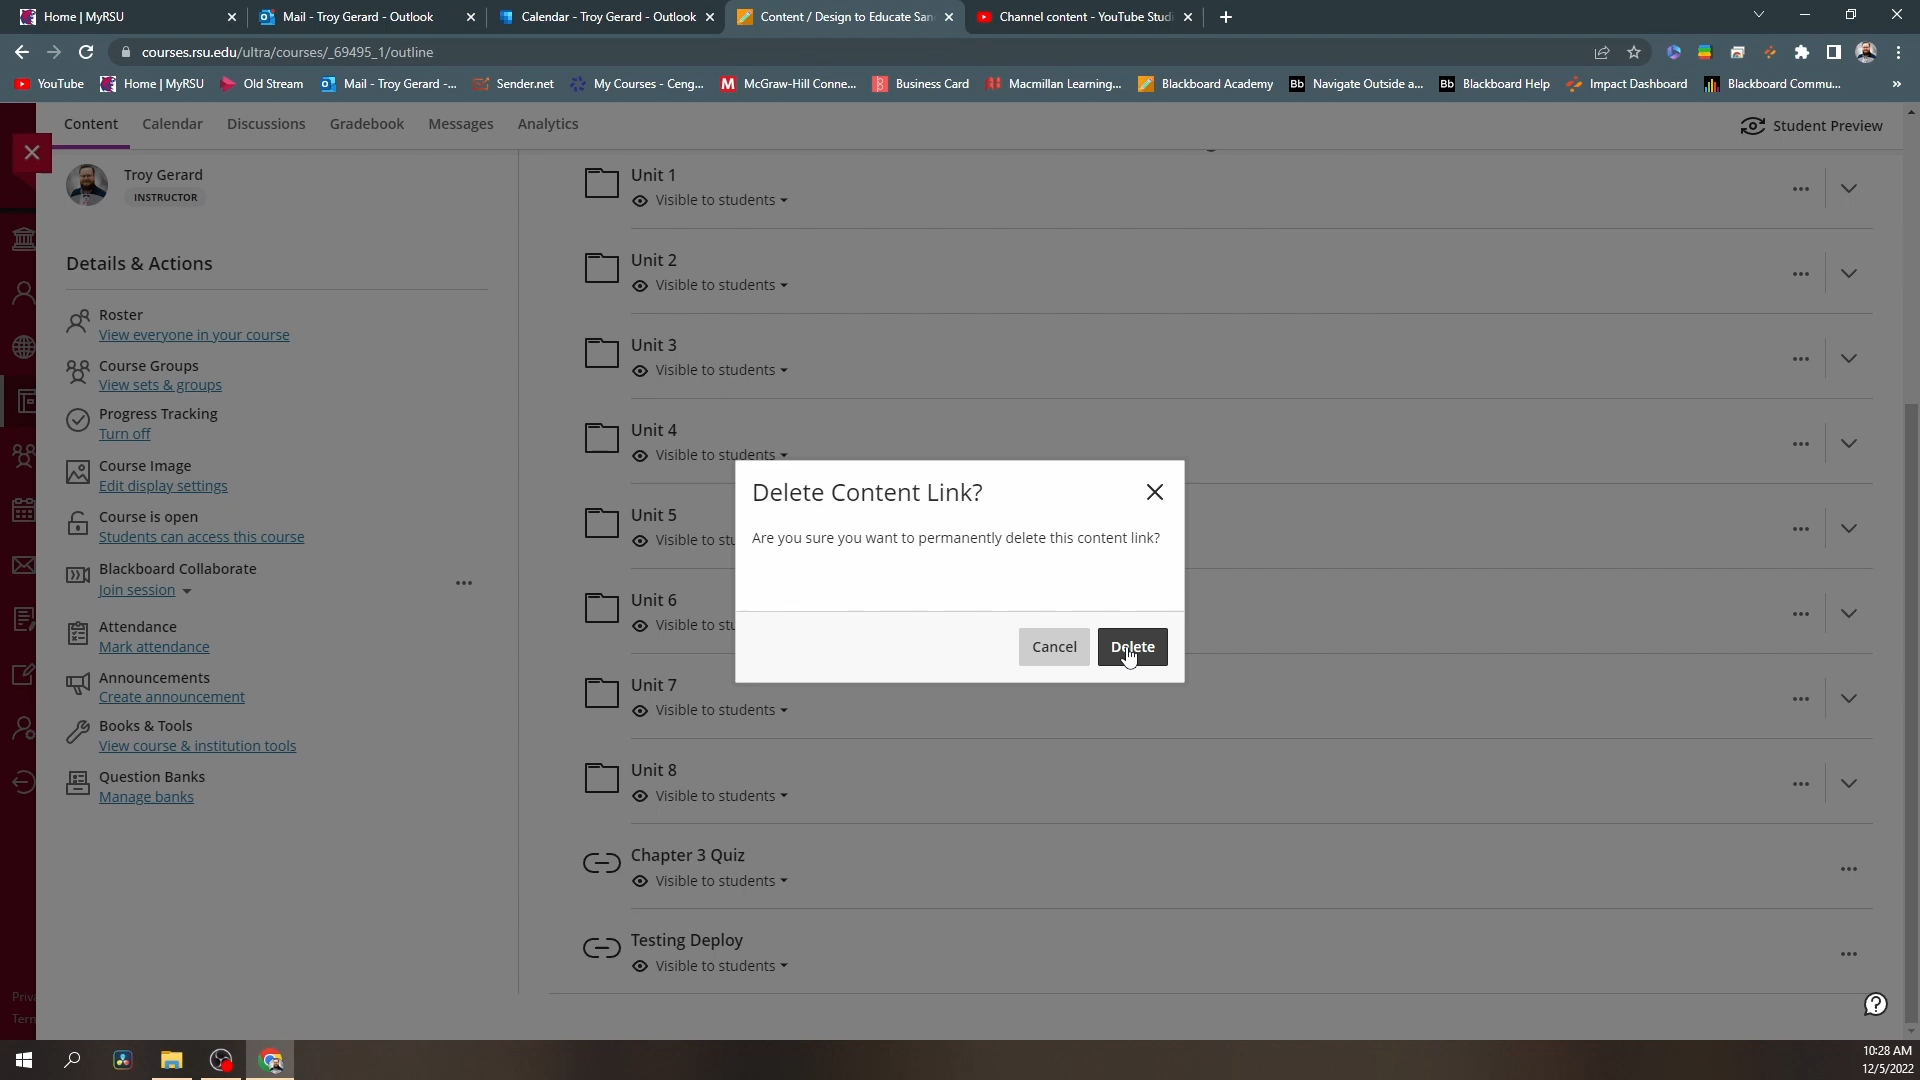 Home | MyRSU
Mail - Troy Gerard - Outlook
Calendar - Troy Gerard - Outlook
Content / Design to Educate San
Channel content - YouTube Studi
courses.rsu.edu/ultra/courses/_69495_1/outline
YouTube
Home | MyRSU
Old Stream
Mail - Troy Gerard -...
Sender.net
My Courses - Ceng...
McGraw-Hill Conne...
Business Card
Macmillan Learning...
Blackboard Academy
Navigate Outside a...
Blackboard Help
Impact Dashboard
Blackboard Commu...
Content
Calendar
Discussions
Gradebook
Messages
Analytics
Student Preview
Troy Gerard
INSTRUCTOR
Details & Actions
Roster
View everyone in your course
Course Groups
View sets & groups
Progress Tracking
Turn off
Course Image
Edit display settings
Course is open
Students can access this course
Blackboard Collaborate
Join session
Attendance
Mark attendance
Announcements
Create announcement
Books & Tools
View course & institution tools
Question Banks
Manage banks
Unit 1
Visible to students
Unit 2
Visible to students
Unit 3
Visible to students
Unit 4
Visible to students
Unit 5
Visible to stu
Unit 6
Visible to stu
Unit 7
Visible to students
Unit 8
Visible to students
Chapter 3 Quiz
Visible to students
Testing Deploy
Visible to students
Delete Content Link?
Are you sure you want to permanently delete this content link?
Cancel
Delete
Priv
Tern
10:28 AM
12/5/2022